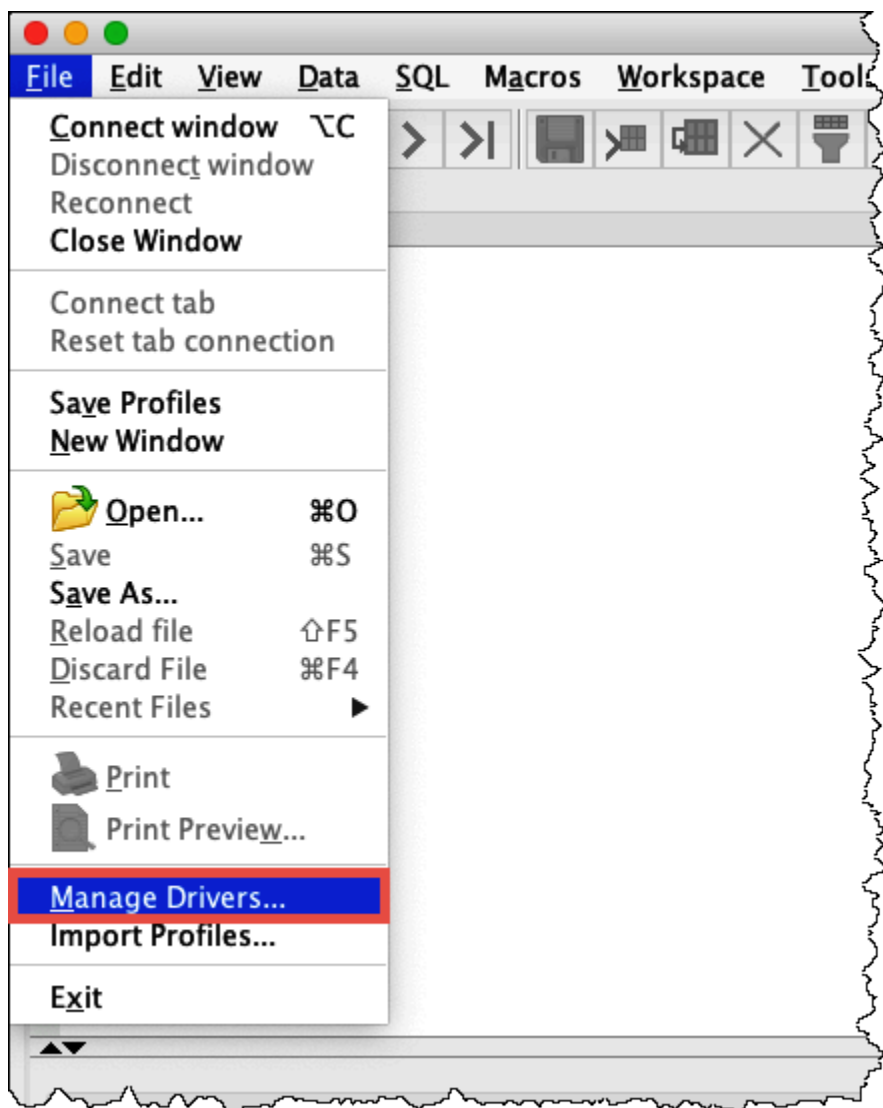 File Edit View Data SQL Macros Workspace Tools
Connect window ⌥C
Disconnect window
Reconnect
Close Window
Connect tab
Reset tab connection
Save Profiles
New Window
Open... ⌘O
Save ⌘S
Save As...
Reload file ⇧F5
Discard File ⌘F4
Recent Files
Print
Print Preview...
Manage Drivers...
Import Profiles...
Exit